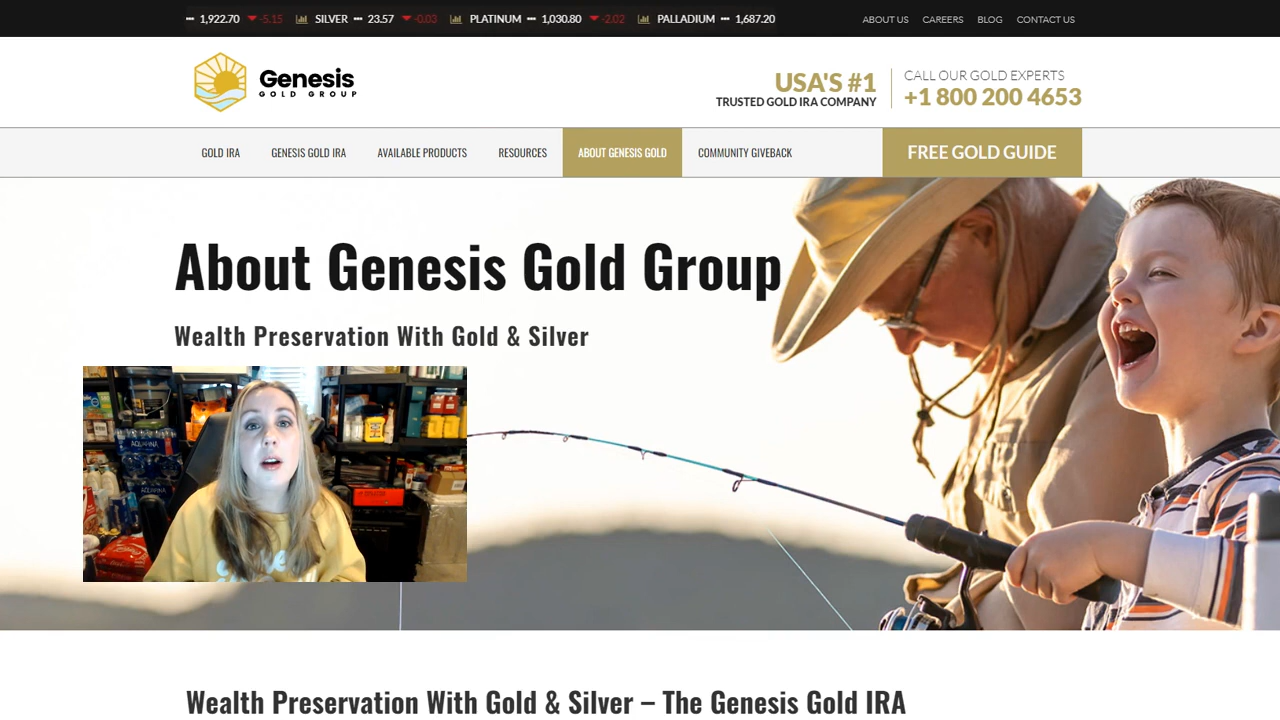 1,922.70 -5.15 SILVER 23.57 -0.03 PLATINUM 1,030.80 -2.02 PALLADIUM 1,687.20
ABOUT US CAREERS BLOG CONTACT US
Genesis
GOLD GROUP
USA'S #1
TRUSTED GOLD IRA COMPANY
CALL OUR GOLD EXPERTS
+1 800 200 4653
GOLD IRA GENESIS GOLD IRA AVAILABLE PRODUCTS RESOURCES ABOUT GENESIS GOLD COMMUNITY GIVEBACK FREE GOLD GUIDE
About Genesis Gold Group
Wealth Preservation With Gold & Silver
AQUAFINA
AQUAFINA
Wealth Preservation With Gold & Silver – The Genesis Gold IRA